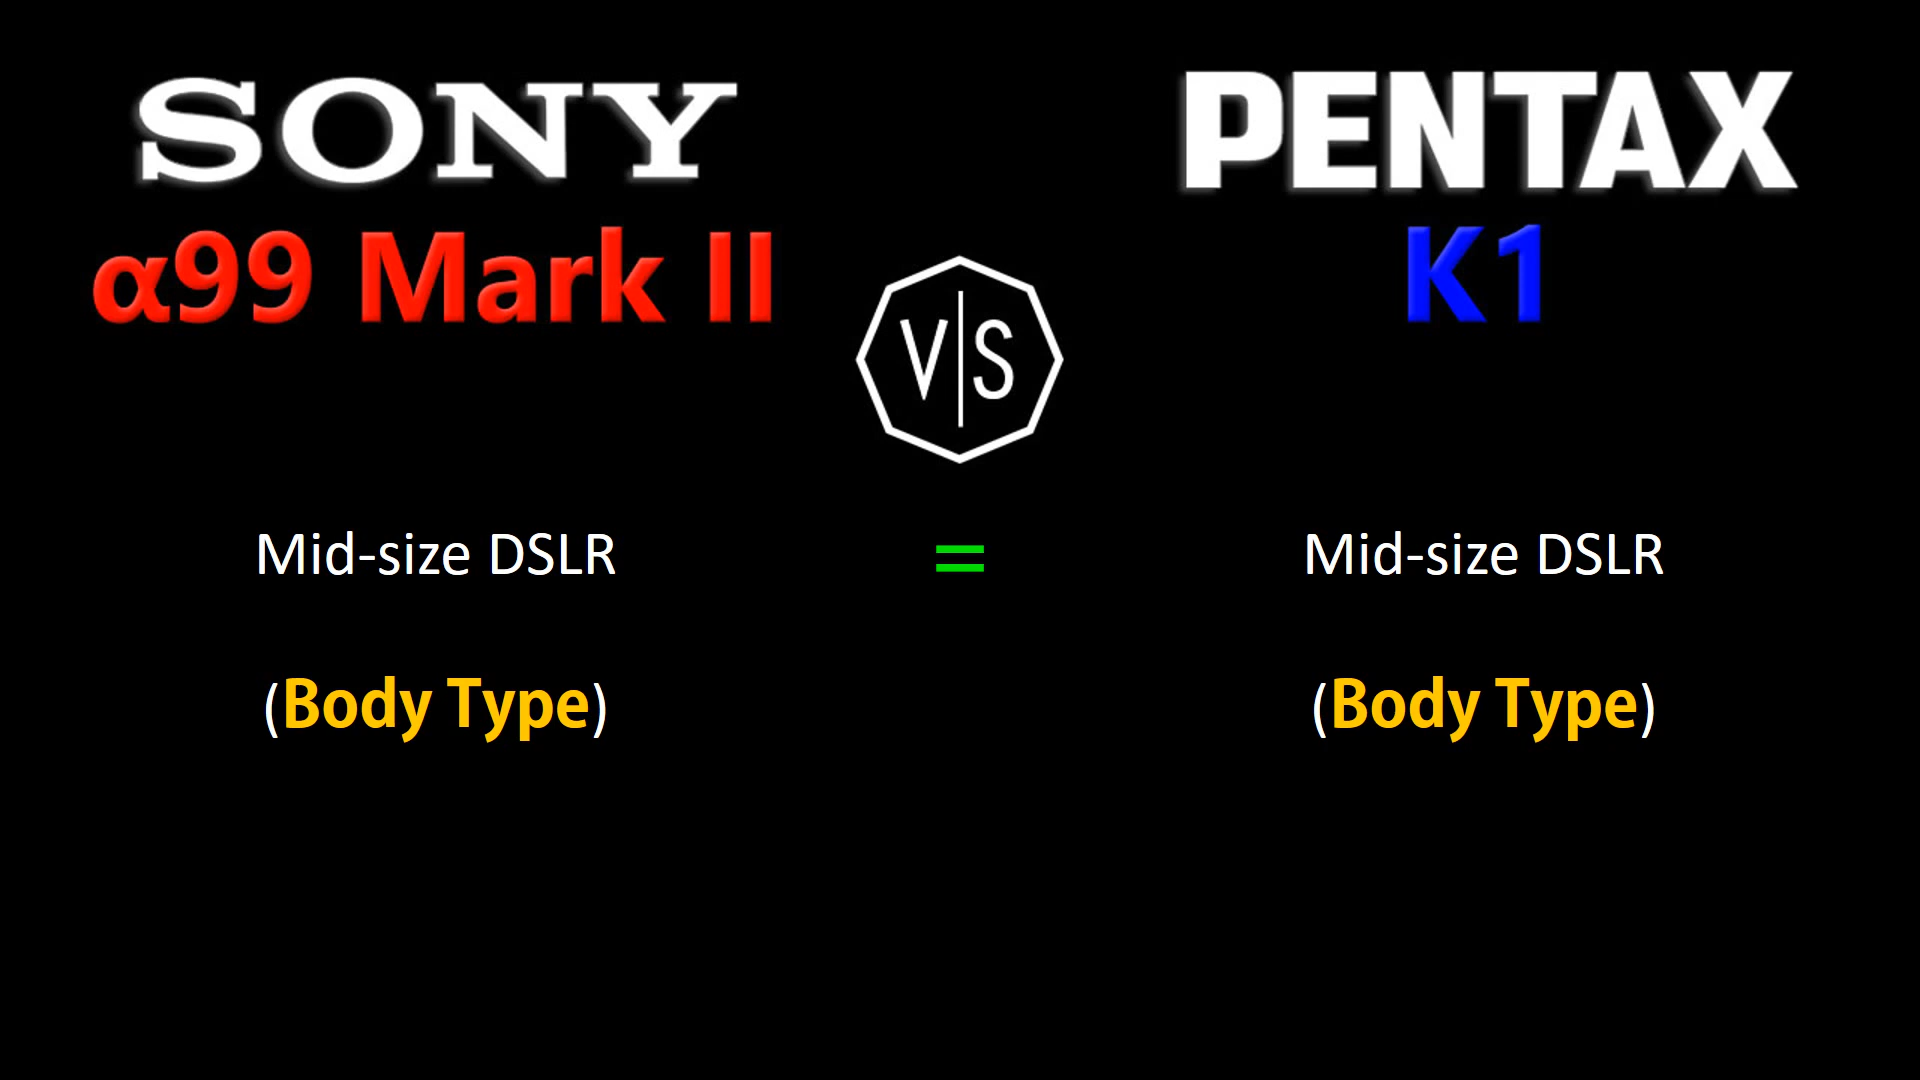 SONY
α99 Mark II
PENTAX
K1
V|S
Mid-size DSLR = Mid-size DSLR
(Body Type) (Body Type)